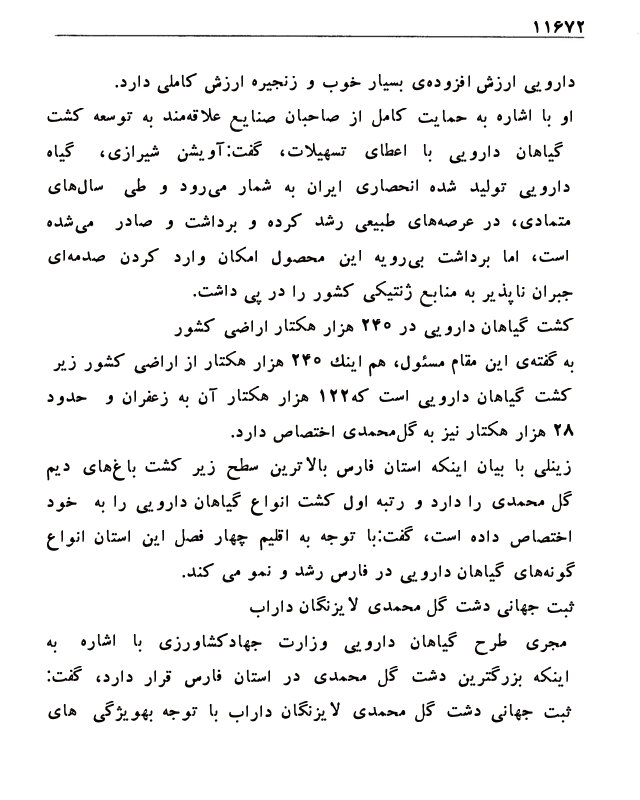 ۱۱۶۷۲
دارویی ارزش افزوده‌ی بسیار خوب و زنجیره ارزش کاملی دارد.
او با اشاره به حمایت کامل از صاحبان صنایع علاقه‌مند به توسعه کشت
گیاهان دارویی با اعطای تسهیلات، گفت:آویشن شیرازی، گیاه
دارویی تولید شده انحصاری ایران به شمار می‌رود و طی سال‌های
متمادی، در عرصه‌های طبیعی رشد کرده و برداشت و صادر می‌شده
است، اما برداشت بی‌رویه این محصول امکان وارد کردن صدمه‌ای
جبران ناپذیر به منابع ژنتیکی کشور را در پی داشت.
کشت گیاهان دارویی در ۲۴۰ هزار هکتار اراضی کشور
به گفته‌ی این مقام مسئول، هم اینك ۲۴۰ هزار هکتار از اراضی کشور زیر
کشت گیاهان دارویی است که۱۲۲ هزار هکتار آن به زعفران و حدود
۲۸ هزار هکتار نیز به گل‌محمدی اختصاص دارد.
زینلی با بیان اینکه استان فارس بالاترین سطح زیر کشت باغ‌های دیم
گل محمدی را دارد و رتبه اول کشت انواع گیاهان دارویی را به خود
اختصاص داده است، گفت:با توجه به اقلیم چهار فصل این استان انواع
گونه‌های گیاهان دارویی در فارس رشد و نمو می کند.
ثبت جهانی دشت گل محمدی لایزنگان داراب
مجری طرح گیاهان دارویی وزارت جهادکشاورزی با اشاره به
اینکه بزرگترین دشت گل محمدی در استان فارس قرار دارد، گفت:
ثبت جهانی دشت گل محمدی لایزنگان داراب با توجه بهویژگی های